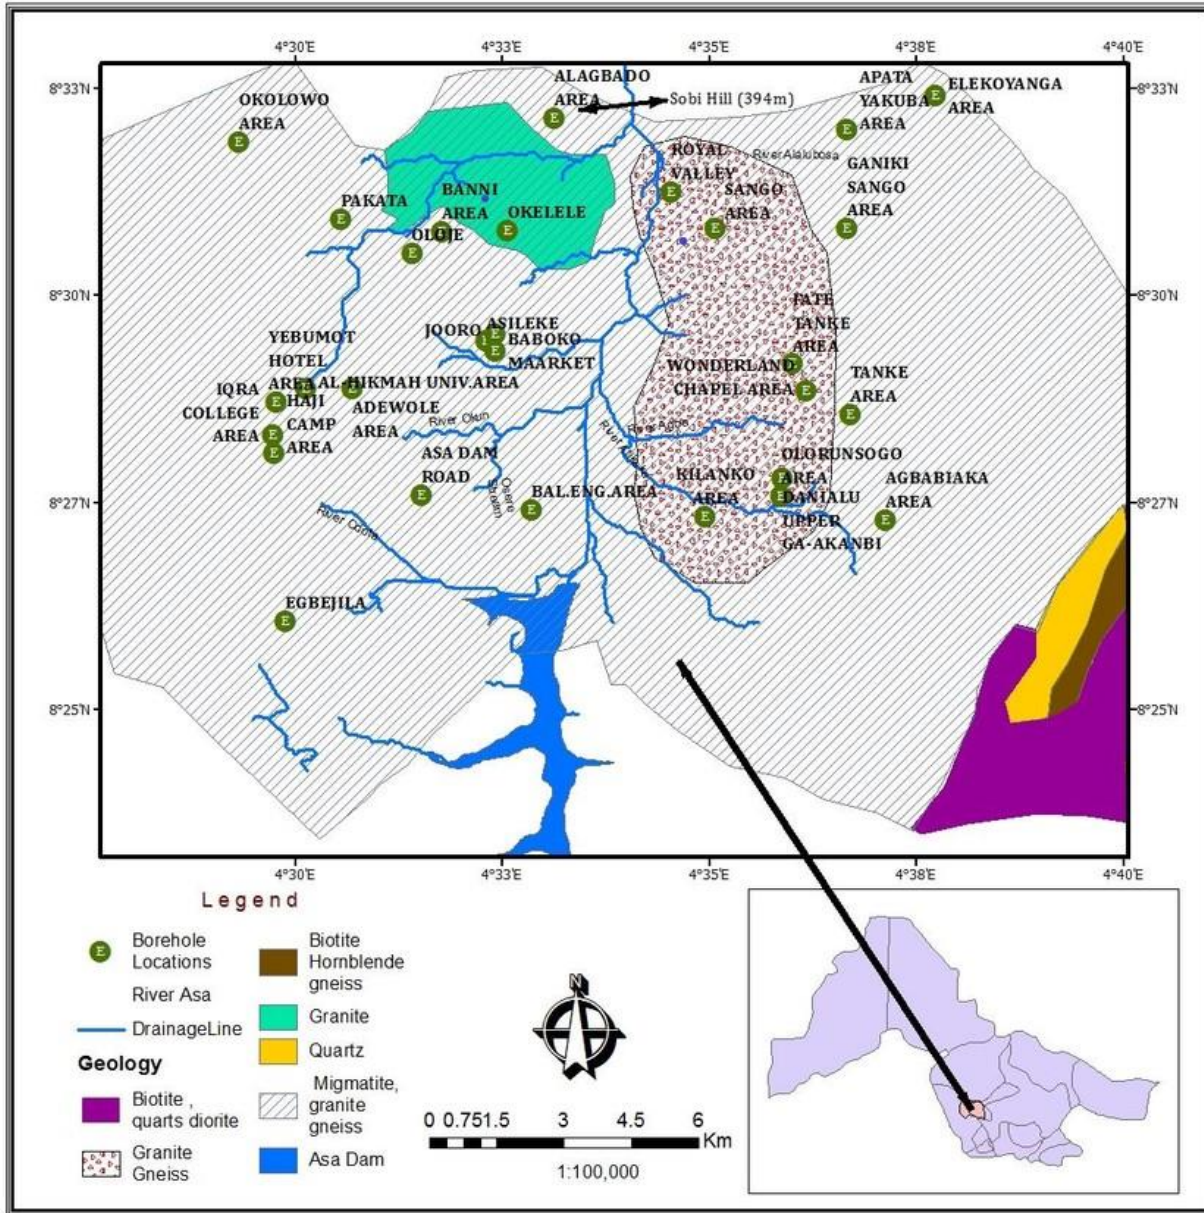 4°30'E
4°33'E
4°35'E
4°38'E
4°40'E
8°33'N
8°33'N
8°30'N
8°30'N
8°27'N
8°27'N
8°25'N
8°25'N
ALAGBADO
AREA
Sobi Hill (394m)
APATA
YAKUBA
AREA
ELEKOYANGA
AREA
OKOLOWO
AREA
ROYAL
VALLEY
River Alalubosa
GANIKI
SANGO
AREA
BANNI
AREA
SANGO
AREA
PAKATA
OKELELE
OLOJE
TANKE
AREA
YEBUMOT
HOTEL
AREA
JOORO
ASILEKE
BABOKO
MAARKET
WONDERLAND
CHAPEL AREA
TANKE
AREA
IQRA
COLLEGE
AREA
AL-HIKMAH UNIV.AREA
HAJI
CAMP
AREA
ADEWOLE
AREA
River Okun
ASA DAM
ROAD
OLORUNSOGO
AREA
KILANKO
AREA
DANIALU
UPPER
GA-AKANBI
AGBABIAKA
AREA
BAL.ENG.AREA
EGBEJILA
4°30'E
4°33'E
4°35'E
4°38'E
4°40'E
Legend
E
Borehole
Locations
River Asa
DrainageLine
Geology
Biotite ,
quarts diorite
Granite
Gneiss
Biotite
Hornblende
gneiss
Granite
Quartz
Migmatite,
granite
gneiss
Asa Dam
N
0 0.751.5 3 4.5 6
Km
1:100,000